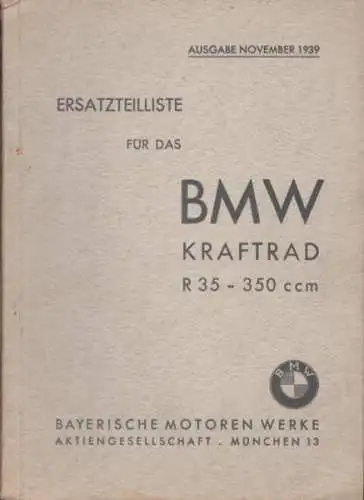 AUSGABE NOVEMBER 1939
ERSATZTEILLISTE
FÜR DAS
BMW
KRAFTRAD
R 35 - 350 ccm
BMW
BAYERISCHE MOTOREN WERKE
AKTIENGESELLSCHAFT . MÜNCHEN 13